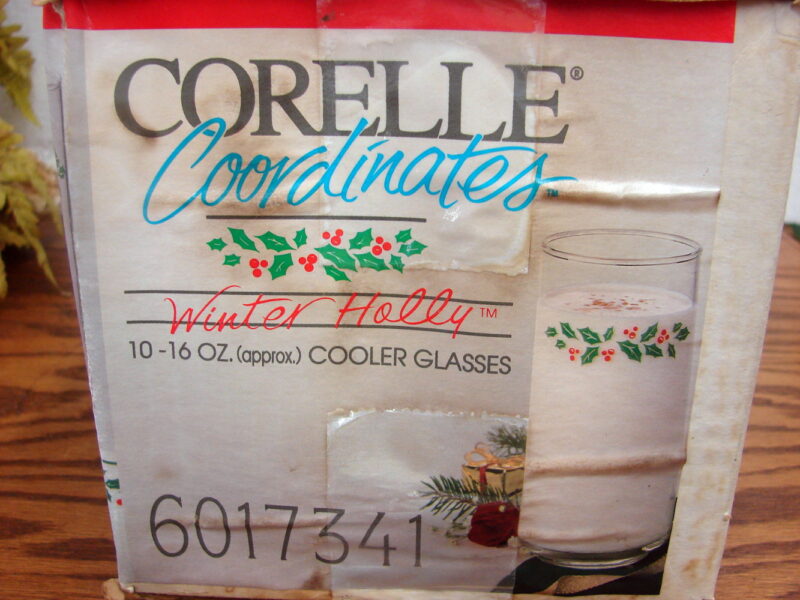 CORELLE®
Coordinates™
Winter Holly™
10-16 OZ. (approx.) COOLER GLASSES
6017341